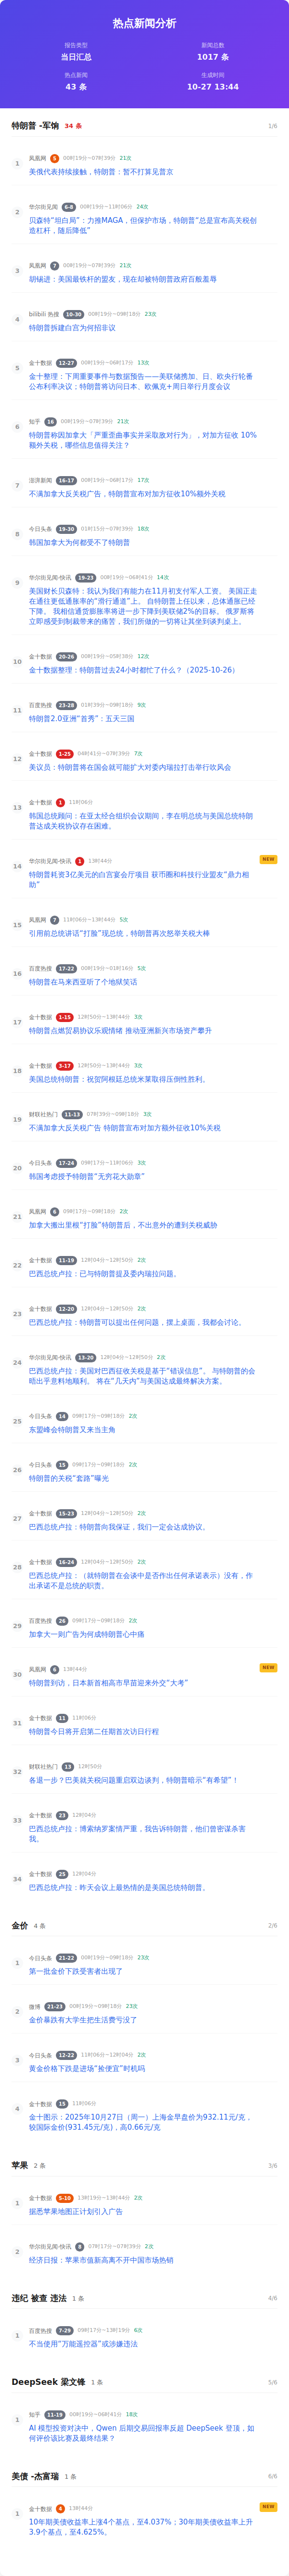 热点新闻分析
报告类型
新闻总数
当日汇总
1017 条
热点新闻
生成时间
43 条
10-27 13:44
特朗普 -军饷 34 条 1/6
1
凤凰网 5 00时19分~07时39分 21次
美俄代表持续接触，特朗普：暂不打算见普京
2
华尔街见闻 6-8 00时19分~11时06分 24次
贝森特“坦白局”：力推MAGA，但保护市场，特朗普“总是宣布高关税创
造杠杆，随后降低”
3
凤凰网 7 00时19分~07时39分 21次
胡锡进：美国最铁杆的盟友，现在却被特朗普政府百般羞辱
4
bilibili 热搜 10-30 00时19分~09时18分 23次
特朗普拆建白宫为何招非议
5
金十数据 12-27 00时19分~06时17分 13次
金十整理：下周重要事件与数据预告——美联储携加、日、欧央行轮番
公布利率决议；特朗普将访问日本、欧佩克+周日举行月度会议
6
知乎 16 00时19分~07时39分 21次
特朗普称因加拿大「严重歪曲事实并采取敌对行为」，对加方征收 10%
额外关税，哪些信息值得关注？
7
澎湃新闻 16-17 00时19分~06时17分 17次
不满加拿大反关税广告，特朗普宣布对加方征收10%额外关税
8
今日头条 19-30 01时15分~07时39分 18次
韩国加拿大为何都受不了特朗普
9
华尔街见闻-快讯 19-23 00时19分~06时41分 14次
美国财长贝森特：我认为我们有能力在11月初支付军人工资。 美国正走
在通往更低通胀率的“滑行通道”上。 自特朗普上任以来，总体通胀已经
下降。 我相信通货膨胀率将进一步下降到美联储2%的目标。 俄罗斯将
立即感受到制裁带来的痛苦，我们所做的一切将让其坐到谈判桌上。
10
金十数据 20-26 00时19分~05时38分 12次
金十数据整理：特朗普过去24小时都忙了什么？（2025-10-26）
11
百度热搜 23-28 01时39分~09时18分 9次
特朗普2.0亚洲“首秀”：五天三国
12
金十数据 1-25 04时41分~07时39分 7次
美议员：特朗普将在国会就可能扩大对委内瑞拉打击举行吹风会
13
金十数据 1 11时06分
韩国总统顾问：在亚太经合组织会议期间，李在明总统与美国总统特朗
普达成关税协议存在困难。
14
华尔街见闻-快讯 1 13时44分 NEW
特朗普耗资3亿美元的白宫宴会厅项目 获币圈和科技行业盟友“鼎力相
助”
15
凤凰网 7 11时06分~13时44分 5次
引用前总统讲话“打脸”现总统，特朗普再次怒举关税大棒
16
百度热搜 17-22 00时19分~01时16分 5次
特朗普在马来西亚听了个地狱笑话
17
金十数据 1-15 12时50分~13时44分 3次
特朗普点燃贸易协议乐观情绪 推动亚洲新兴市场资产攀升
18
金十数据 3-17 12时50分~13时44分 3次
美国总统特朗普：祝贺阿根廷总统米莱取得压倒性胜利。
19
财联社热门 11-13 07时39分~09时18分 3次
不满加拿大反关税广告 特朗普宣布对加方额外征收10%关税
20
今日头条 17-24 09时17分~11时06分 3次
韩国考虑授予特朗普“无穷花大勋章”
21
凤凰网 6 09时17分~09时18分 2次
加拿大搬出里根“打脸”特朗普后，不出意外的遭到关税威胁
22
金十数据 11-19 12时04分~12时50分 2次
巴西总统卢拉：已与特朗普提及委内瑞拉问题。
23
金十数据 12-20 12时04分~12时50分 2次
巴西总统卢拉：特朗普可以提出任何问题，摆上桌面，我都会讨论。
24
华尔街见闻-快讯 13-20 12时04分~12时50分 2次
巴西总统卢拉：美国对巴西征收关税是基于“错误信息”。 与特朗普的会
晤出乎意料地顺利。 将在“几天内”与美国达成最终解决方案。
25
今日头条 14 09时17分~09时18分 2次
东盟峰会特朗普又来当主角
26
今日头条 15 09时17分~09时18分 2次
特朗普的关税“套路”曝光
27
金十数据 15-23 12时04分~12时50分 2次
巴西总统卢拉：特朗普向我保证，我们一定会达成协议。
28
金十数据 16-24 12时04分~12时50分 2次
巴西总统卢拉：（就特朗普在会谈中是否作出任何承诺表示）没有，作
出承诺不是总统的职责。
29
百度热搜 26 09时17分~09时18分 2次
加拿大一则广告为何成特朗普心中痛
30
凤凰网 6 13时44分 NEW
特朗普到访，日本新首相高市早苗迎来外交“大考”
31
金十数据 11 11时06分
特朗普今日将开启第二任期首次访日行程
32
财联社热门 13 12时50分
各退一步？巴美就关税问题重启双边谈判，特朗普暗示“有希望”！
33
金十数据 23 12时04分
巴西总统卢拉：博索纳罗案情严重，我告诉特朗普，他们曾密谋杀害
我。
34
金十数据 25 12时04分
巴西总统卢拉：昨天会议上最热情的是美国总统特朗普。
金价 4 条 2/6
1
今日头条 21-22 00时19分~09时18分 23次
第一批金价下跌受害者出现了
2
微博 21-23 00时19分~09时18分 23次
金价暴跌有大学生把生活费亏没了
3
今日头条 12-22 11时06分~12时04分 2次
黄金价格下跌是进场“捡便宜”时机吗
4
金十数据 15 11时06分
金十图示：2025年10月27日（周一）上海金早盘价为932.11元/克，
较国际金价(931.45元/克)，高0.66元/克
苹果 2 条 3/6
1
金十数据 5-10 13时19分~13时44分 2次
据悉苹果地图正计划引入广告
2
华尔街见闻-快讯 8 07时17分~07时39分 2次
经济日报：苹果市值新高离不开中国市场热销
违纪 被查 违法 1 条 4/6
1
百度热搜 7-29 09时17分~13时19分 6次
不当使用“万能遥控器”或涉嫌违法
DeepSeek 梁文锋 1 条 5/6
1
知乎 11-19 00时19分~06时41分 18次
AI 模型投资对决中，Qwen 后期交易回报率反超 DeepSeek 登顶，如
何评价该比赛及最终结果？
美债 -杰富瑞 1 条 6/6
1
金十数据 4 13时44分 NEW
10年期美债收益率上涨4个基点，至4.037%；30年期美债收益率上升
3.9个基点，至4.625%。